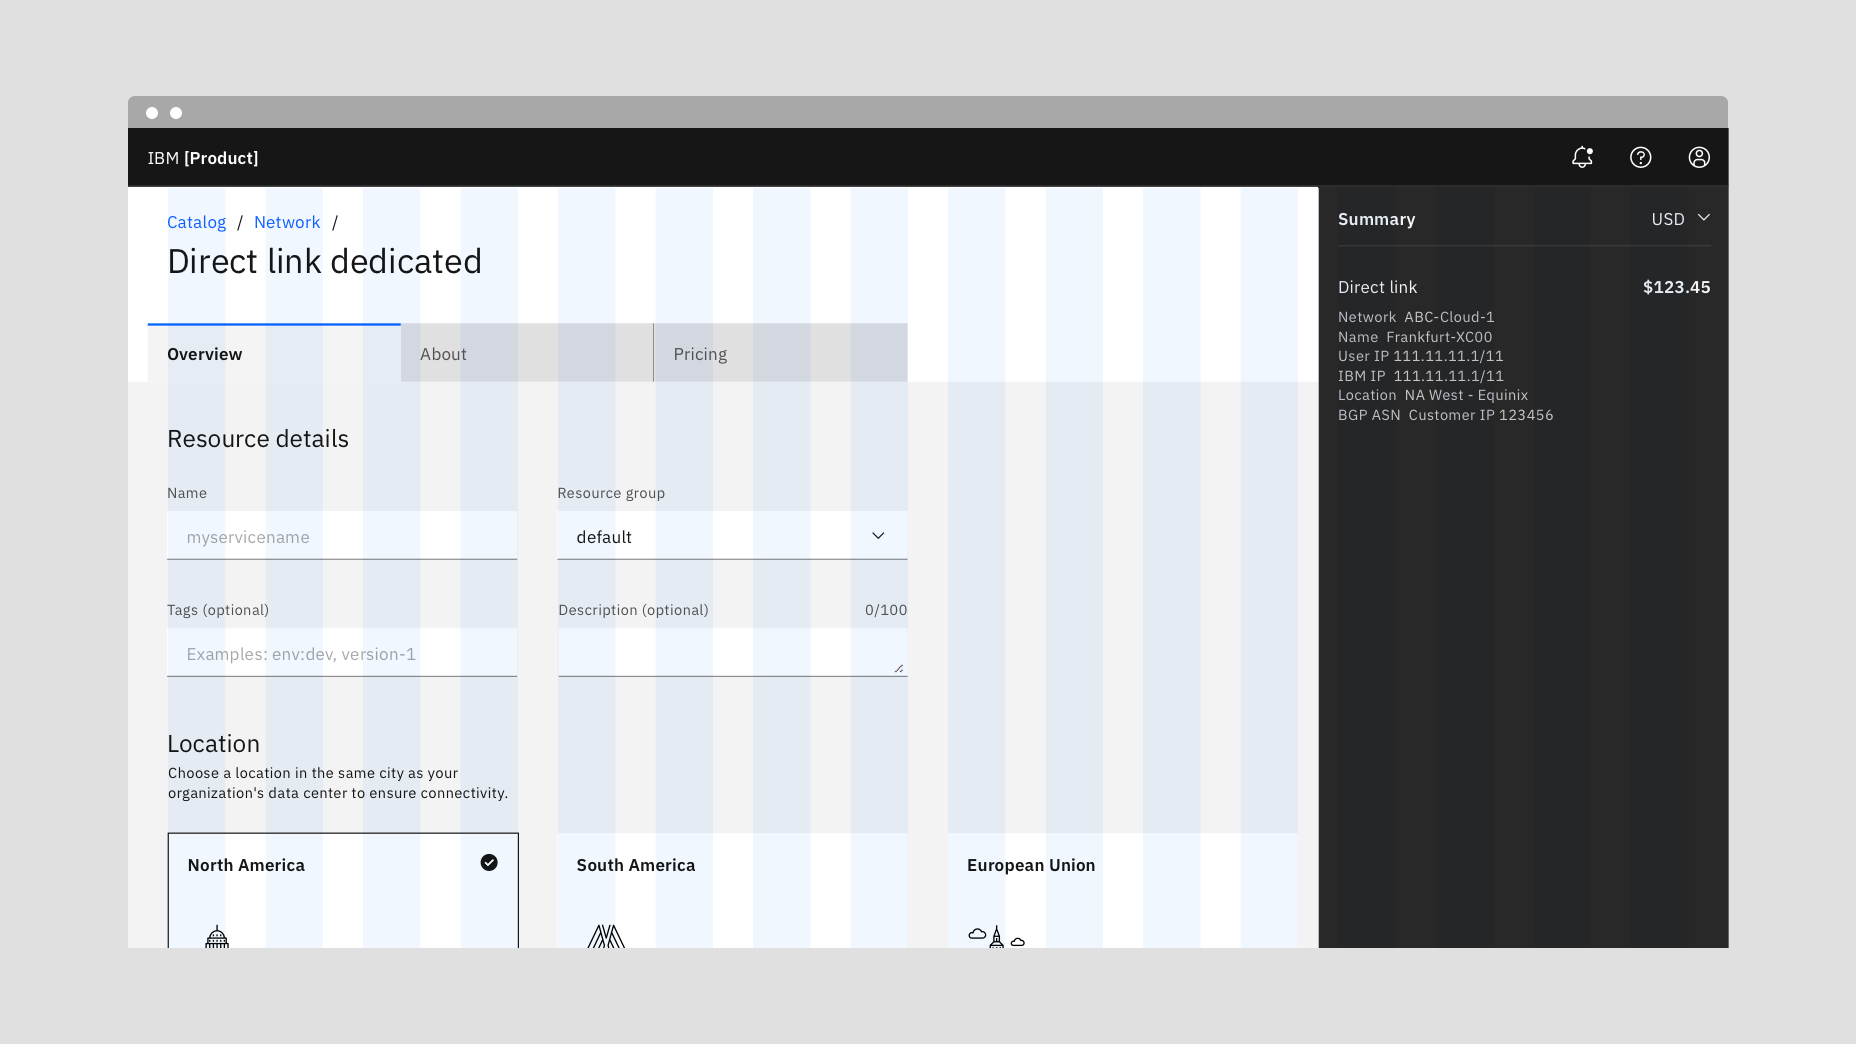 IBM [Product]
Catalog / Network /
Direct link dedicated
Overview
About
Pricing
Resource details
Name
myservicename
Resource group
default
Tags (optional)
Examples: env:dev, version-1
Description (optional)
0/100
Location
Choose a location in the same city as your
organization's data center to ensure connectivity.
North America
South America
European Union
Summary
USD
Direct link
$123.45
Network ABC-Cloud-1
Name Frankfurt-XC00
User IP 111.11.11.1/11
IBM IP 111.11.11.1/11
Location NA West - Equinix
BGP ASN Customer IP 123456